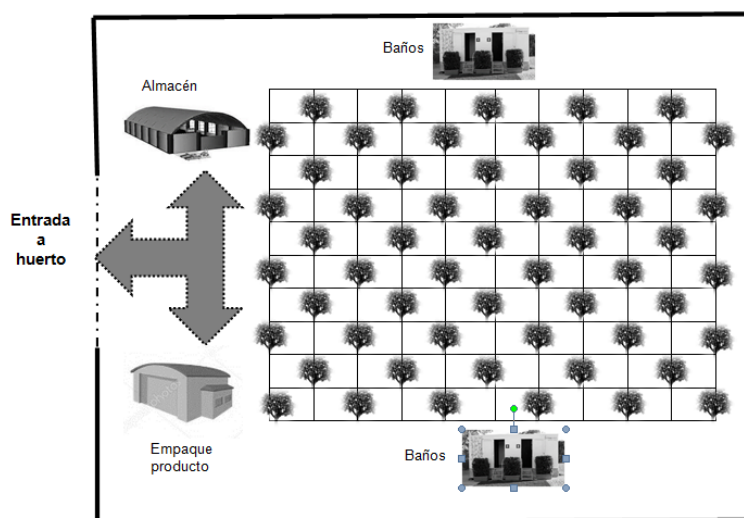 Baños
Almacén
Entrada
a
huerto
Empaque
producto
Baños